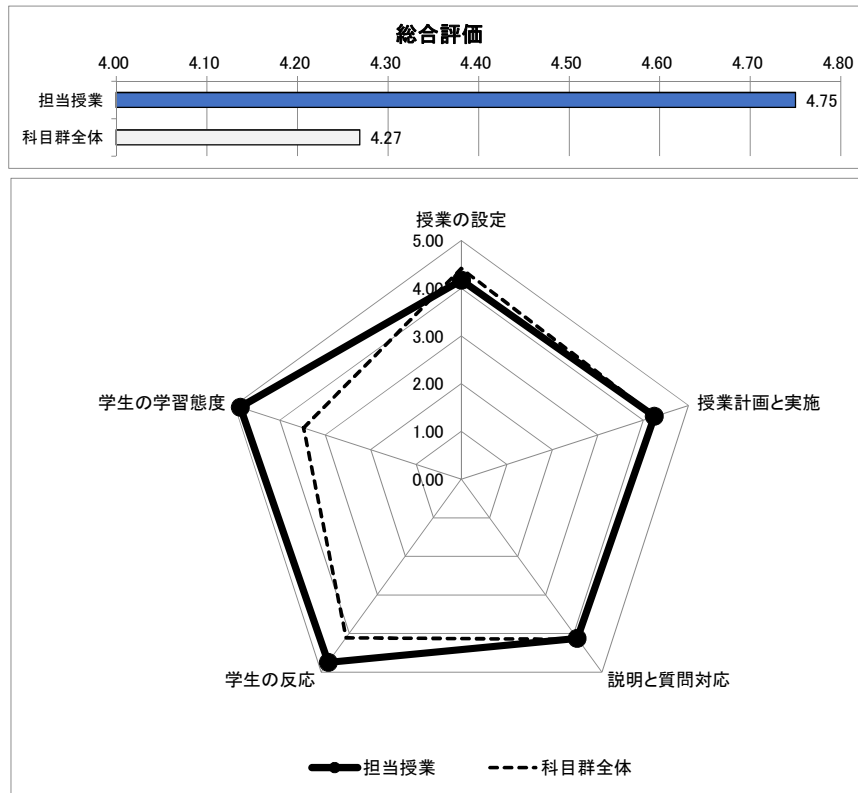 総合評価
4.00 4.10 4.20 4.30 4.40 4.50 4.60 4.70 4.80
担当授業 4.75
科目群全体 4.27
授業の設定
5.00
4.00
3.00
2.00
1.00
0.00
学生の学習態度
授業計画と実施
学生の反応
説明と質問対応
担当授業 科目群全体